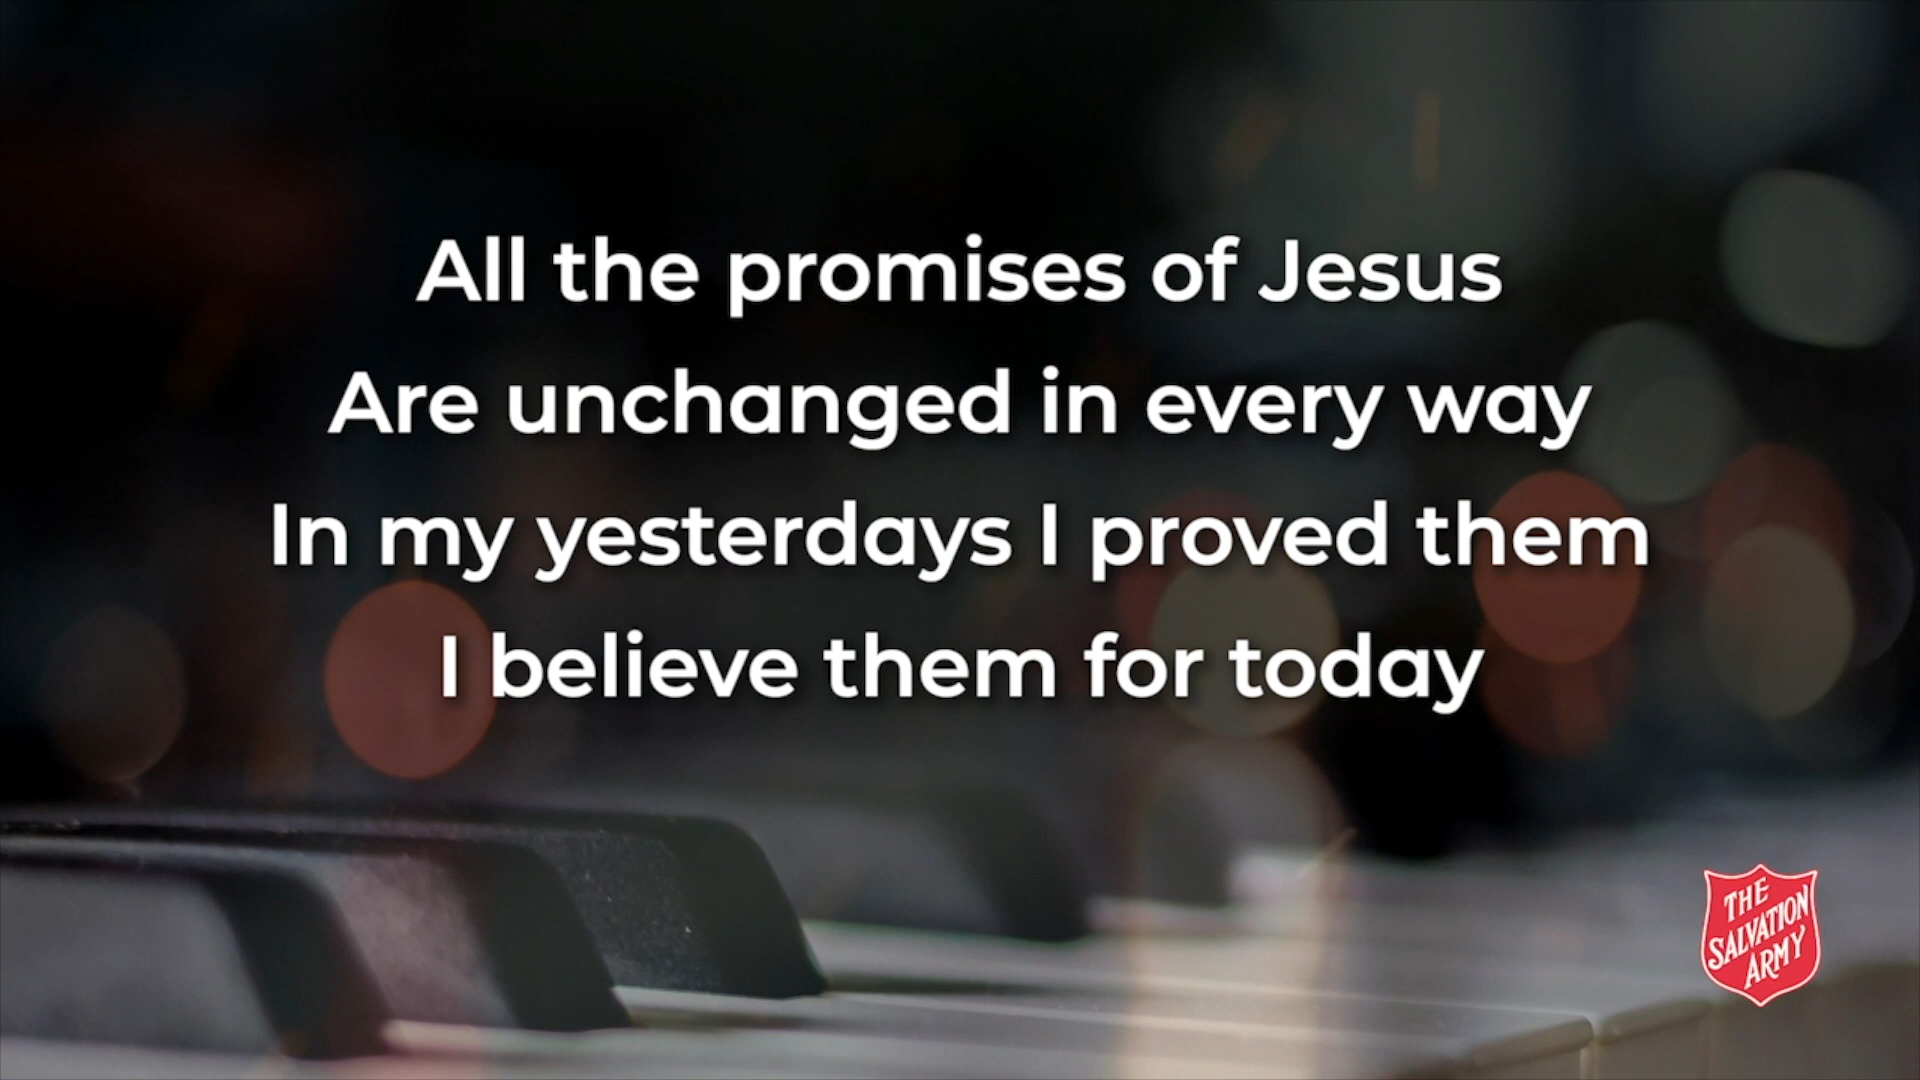 All the promises of Jesus
Are unchanged in every way
In my yesterdays I proved them
I believe them for today
THE
SALVATION
ARMY